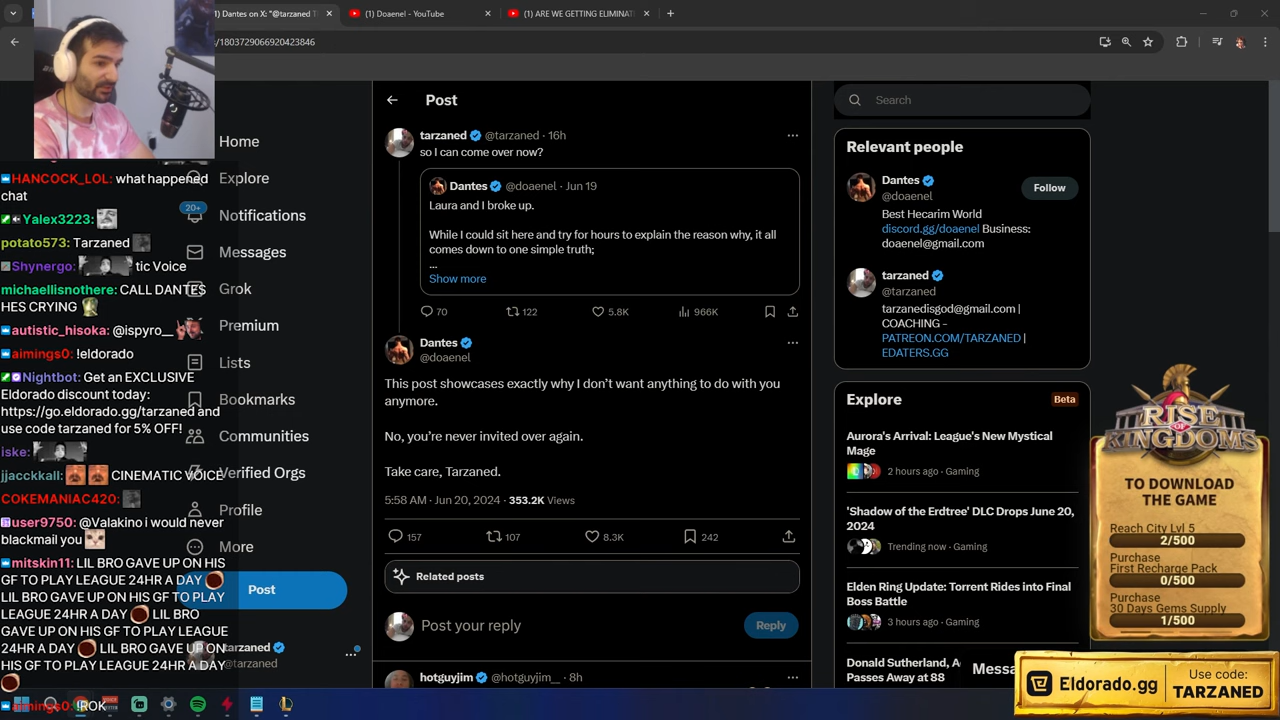 (1) Dantes on X: "@tarzaned T
(1) Doaenel - YouTube
(1) ARE WE GETTING ELIMINAT
/1803729066920423846
HANCOCK_LOL: what happened
chat
Yalex3223:
potato573: Tarzaned
Shynergo: tic Voice
michaellisnothere: CALL DANTES
HES CRYING
autistic_hisoka: @ispyro__
aimings0: !eldorado
Nightbot: Get an EXCLUSIVE
Eldorado discount today:
https://go.eldorado.gg/tarzaned and
use code tarzaned for 5% OFF!
iske:
jjacckkall: CINEMATIC VOICE
COKEMANIAC420:
user9750: @Valakino i would never
blackmail you
mitskin11: LIL BRO GAVE UP ON HIS
GF TO PLAY LEAGUE 24HR A DAY
LIL BRO GAVE UP ON HIS GF TO PLAY
LEAGUE 24HR A DAY LIL BRO
GAVE UP ON HIS GF TO PLAY LEAGUE
24HR A DAY LIL BRO GAVE UP ON
HIS GF TO PLAY LEAGUE 24HR A DAY
aimings0: !ROK
Home
Explore
20+
Notifications
Messages
Grok
Premium
Lists
Bookmarks
Communities
Verified Orgs
Profile
More
Post
tarzaned
@tarzaned
Post
tarzaned @tarzaned · 16h
so I can come over now?
Dantes @doaenel · Jun 19
Laura and I broke up.
While I could sit here and try for hours to explain the reason why, it all
comes down to one simple truth;
...
Show more
70
122
5.8K
966K
Dantes
@doaenel
This post showcases exactly why I don't want anything to do with you
anymore.
No, you're never invited over again.
Take care, Tarzaned.
5:58 AM · Jun 20, 2024 · 353.2K Views
157
107
8.3K
242
Related posts
Post your reply
Reply
hotguyjim @hotguyjim_ · 8h
Search
Relevant people
Dantes
@doaenel
Follow
Best Hecarim World
discord.gg/doaenel Business:
doaenel@gmail.com
tarzaned
@tarzaned
tarzanedisgod@gmail.com |
COACHING -
PATREON.COM/TARZANED |
EDATERS.GG
Explore
Beta
Aurora's Arrival: League's New Mystical
Mage
2 hours ago · Gaming
'Shadow of the Erdtree' DLC Drops June 20,
2024
Trending now · Gaming
Elden Ring Update: Torrent Rides into Final
Boss Battle
3 hours ago · Gaming
Donald Sutherland, A
Passes Away at 88
Mess
RISE
OF
KINGDOMS
TO DOWNLOAD
THE GAME
Reach City Lvl 5
2/500
Purchase
First Recharge Pack
0/500
Purchase
30 Days Gems Supply
1/500
Eldorado.gg
Use code:
TARZANED